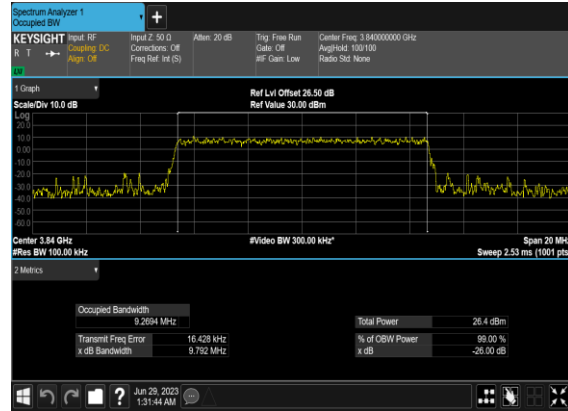 Spectrum Analyzer 1
Occupied BW
KEYSIGHT Input: RF Input Z: 50 Ω Atten: 20 dB Trig: Free Run Center Freq: 3.840000000 GHz
R T Coupling: DC Corrections: Off Gate: Off Avg|Hold: 100/100
Align: Off Freq Ref: Int (S) #IF Gain: Low Radio Std: None
LM
1 Graph
Ref Lvl Offset 26.50 dB
Scale/Div 10.0 dB Ref Value 30.00 dBm
Log
20.0
10.0
0.00
-10.0
-20.0
-30.0
-40.0
-50.0
-60.0
Center 3.84 GHz #Video BW 300.00 kHz* Span 20 MHz
#Res BW 100.00 kHz Sweep 2.53 ms (1001 pts)
2 Metrics
Occupied Bandwidth
9.2694 MHz Total Power 26.4 dBm
Transmit Freq Error 16.428 kHz % of OBW Power 99.00 %
x dB Bandwidth 9.792 MHz x dB -26.00 dB
? Jun 29, 2023
1:31:44 AM